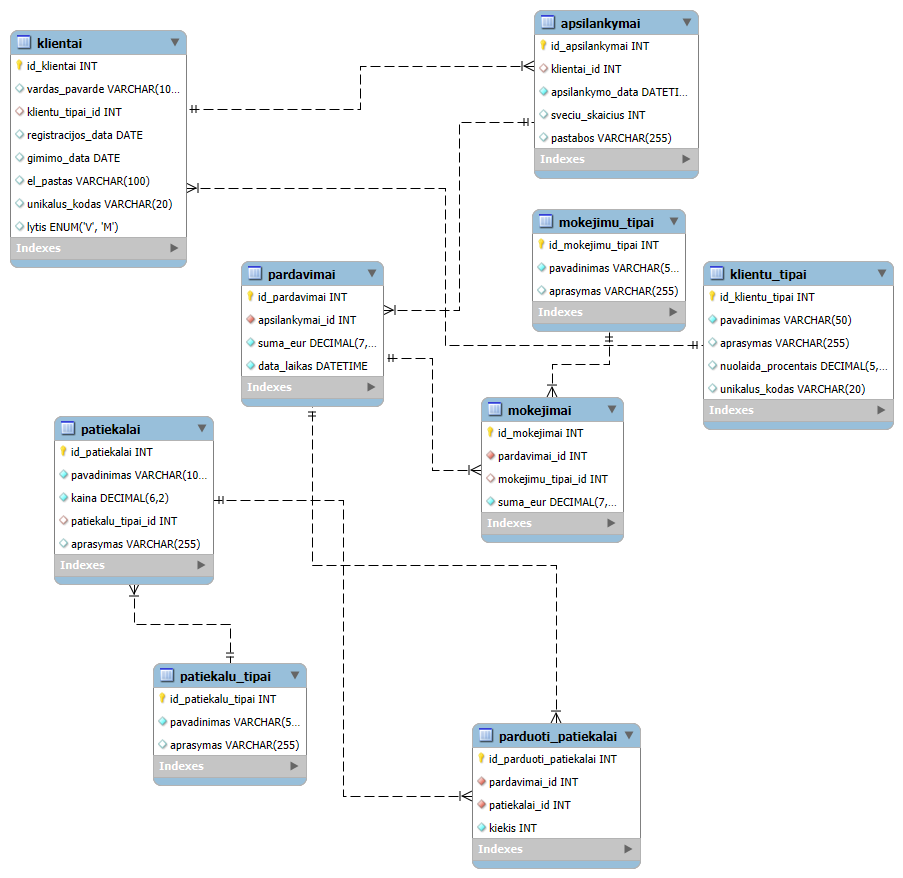 klientai
id_klientai INT
vardas_pavarde VARCHAR(10...
klientu_tipai_id INT
registracijos_data DATE
gimimo_data DATE
el_pastas VARCHAR(100)
unikalus_kodas VARCHAR(20)
lytis ENUM('V', 'M')
Indexes
apsilankymai
id_apsilankymai INT
klientai_id INT
apsilankymo_data DATETI...
sveciu_skaicius INT
pastabos VARCHAR(255)
Indexes
mokejimu_tipai
id_mokejimu_tipai INT
pavadinimas VARCHAR(5...
aprasymas VARCHAR(255)
Indexes
klientu_tipai
id_klientu_tipai INT
pavadinimas VARCHAR(50)
aprasymas VARCHAR(255)
nuolaida_procentais DECIMAL(5,...
unikalus_kodas VARCHAR(20)
Indexes
pardavimai
id_pardavimai INT
apsilankymai_id INT
suma_eur DECIMAL(7,...
data_laikas DATETIME
Indexes
mokejimai
id_mokejimai INT
pardavimai_id INT
mokejimu_tipai_id INT
suma_eur DECIMAL(7,...
Indexes
patiekalai
id_patiekalai INT
pavadinimas VARCHAR(10...
kaina DECIMAL(6,2)
patiekalu_tipai_id INT
aprasymas VARCHAR(255)
Indexes
patiekalu_tipai
id_patiekalu_tipai INT
pavadinimas VARCHAR(5...
aprasymas VARCHAR(255)
Indexes
parduoti_patiekalai
id_parduoti_patiekalai INT
pardavimai_id INT
patiekalai_id INT
kiekis INT
Indexes